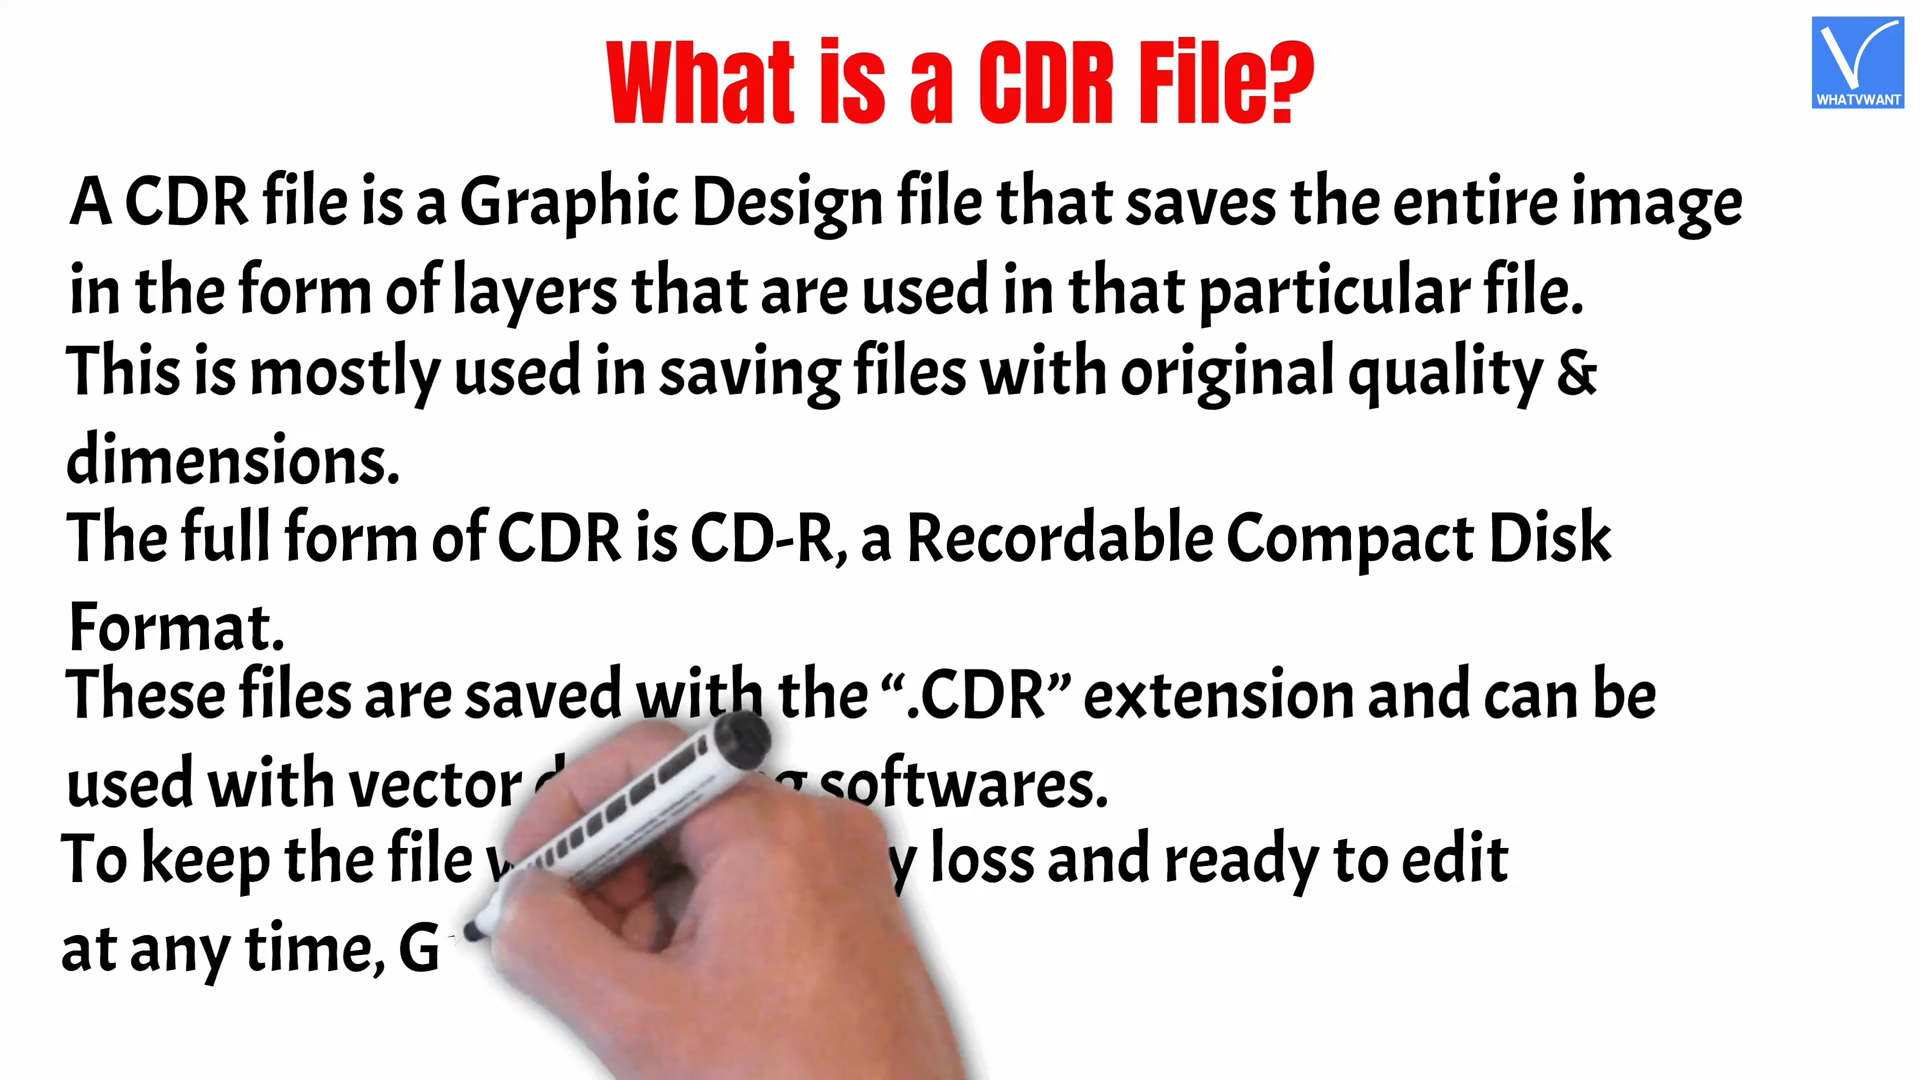 What is a CDR File?
WHATVWANT
A CDR file is a Graphic Design file that saves the entire image
in the form of layers that are used in that particular file.
This is mostly used in saving files with original quality &
dimensions.
The full form of CDR is CD-R, a Recordable Compact Disk
Format.
These files are saved with the “.CDR” extension and can be
used with vector softwares.
To keep the file loss and ready to edit
at any time, G